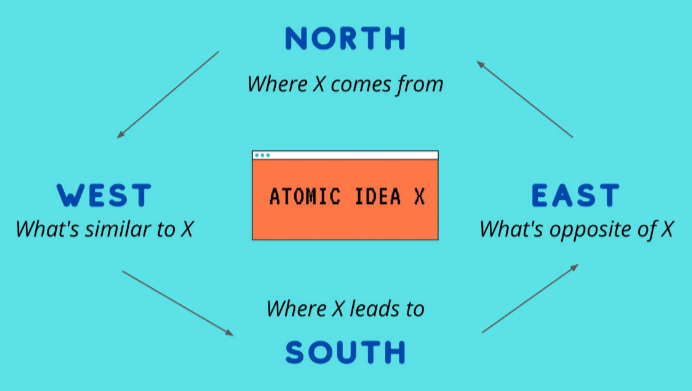 NORTH
Where X comes from
ATOMIC IDEA X
WEST
What's similar to X
EAST
What's opposite of X
Where X leads to
SOUTH